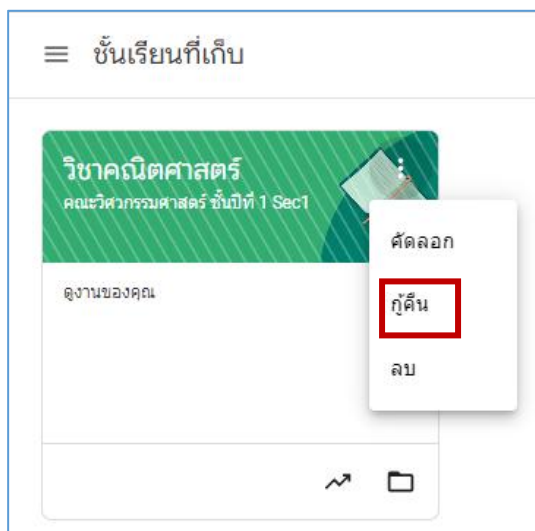 ชั้นเรียนที่เก็บ
วิชาคณิตศาสตร์
คณะวิศวกรรมศาสตร์ ชั้นปีที่ 1 Sec1
คัดลอก
ดูงานของคุณ
กู้คืน
ลบ